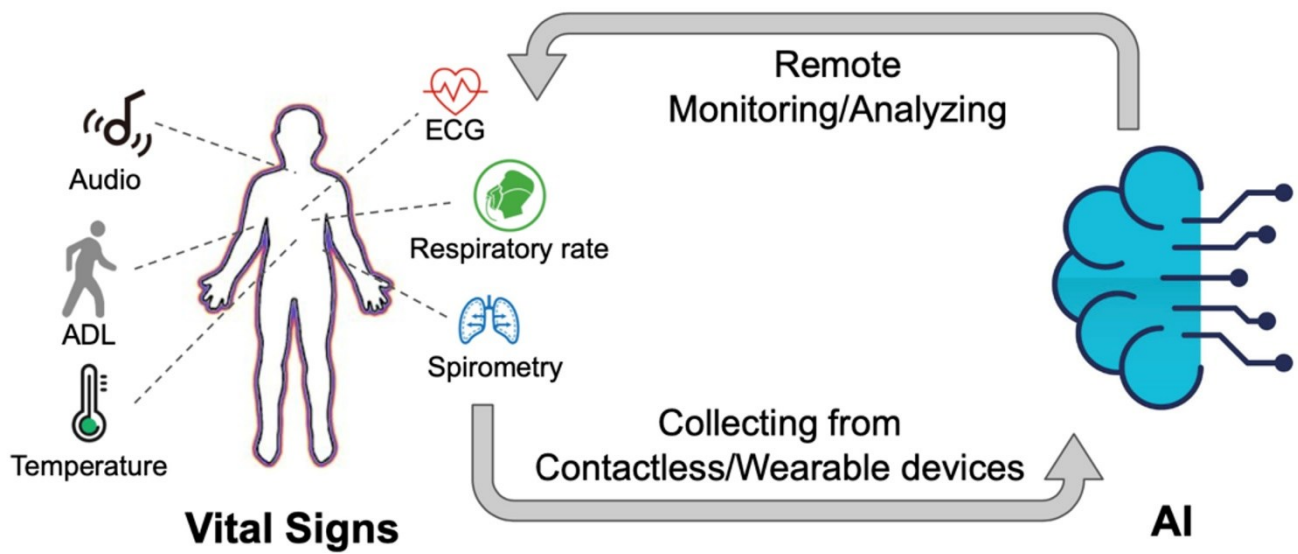 Remote
Monitoring/Analyzing
ECG
Audio
Respiratory rate
ADL
Spirometry
Temperature
Collecting from
Contactless/Wearable devices
Vital Signs
AI